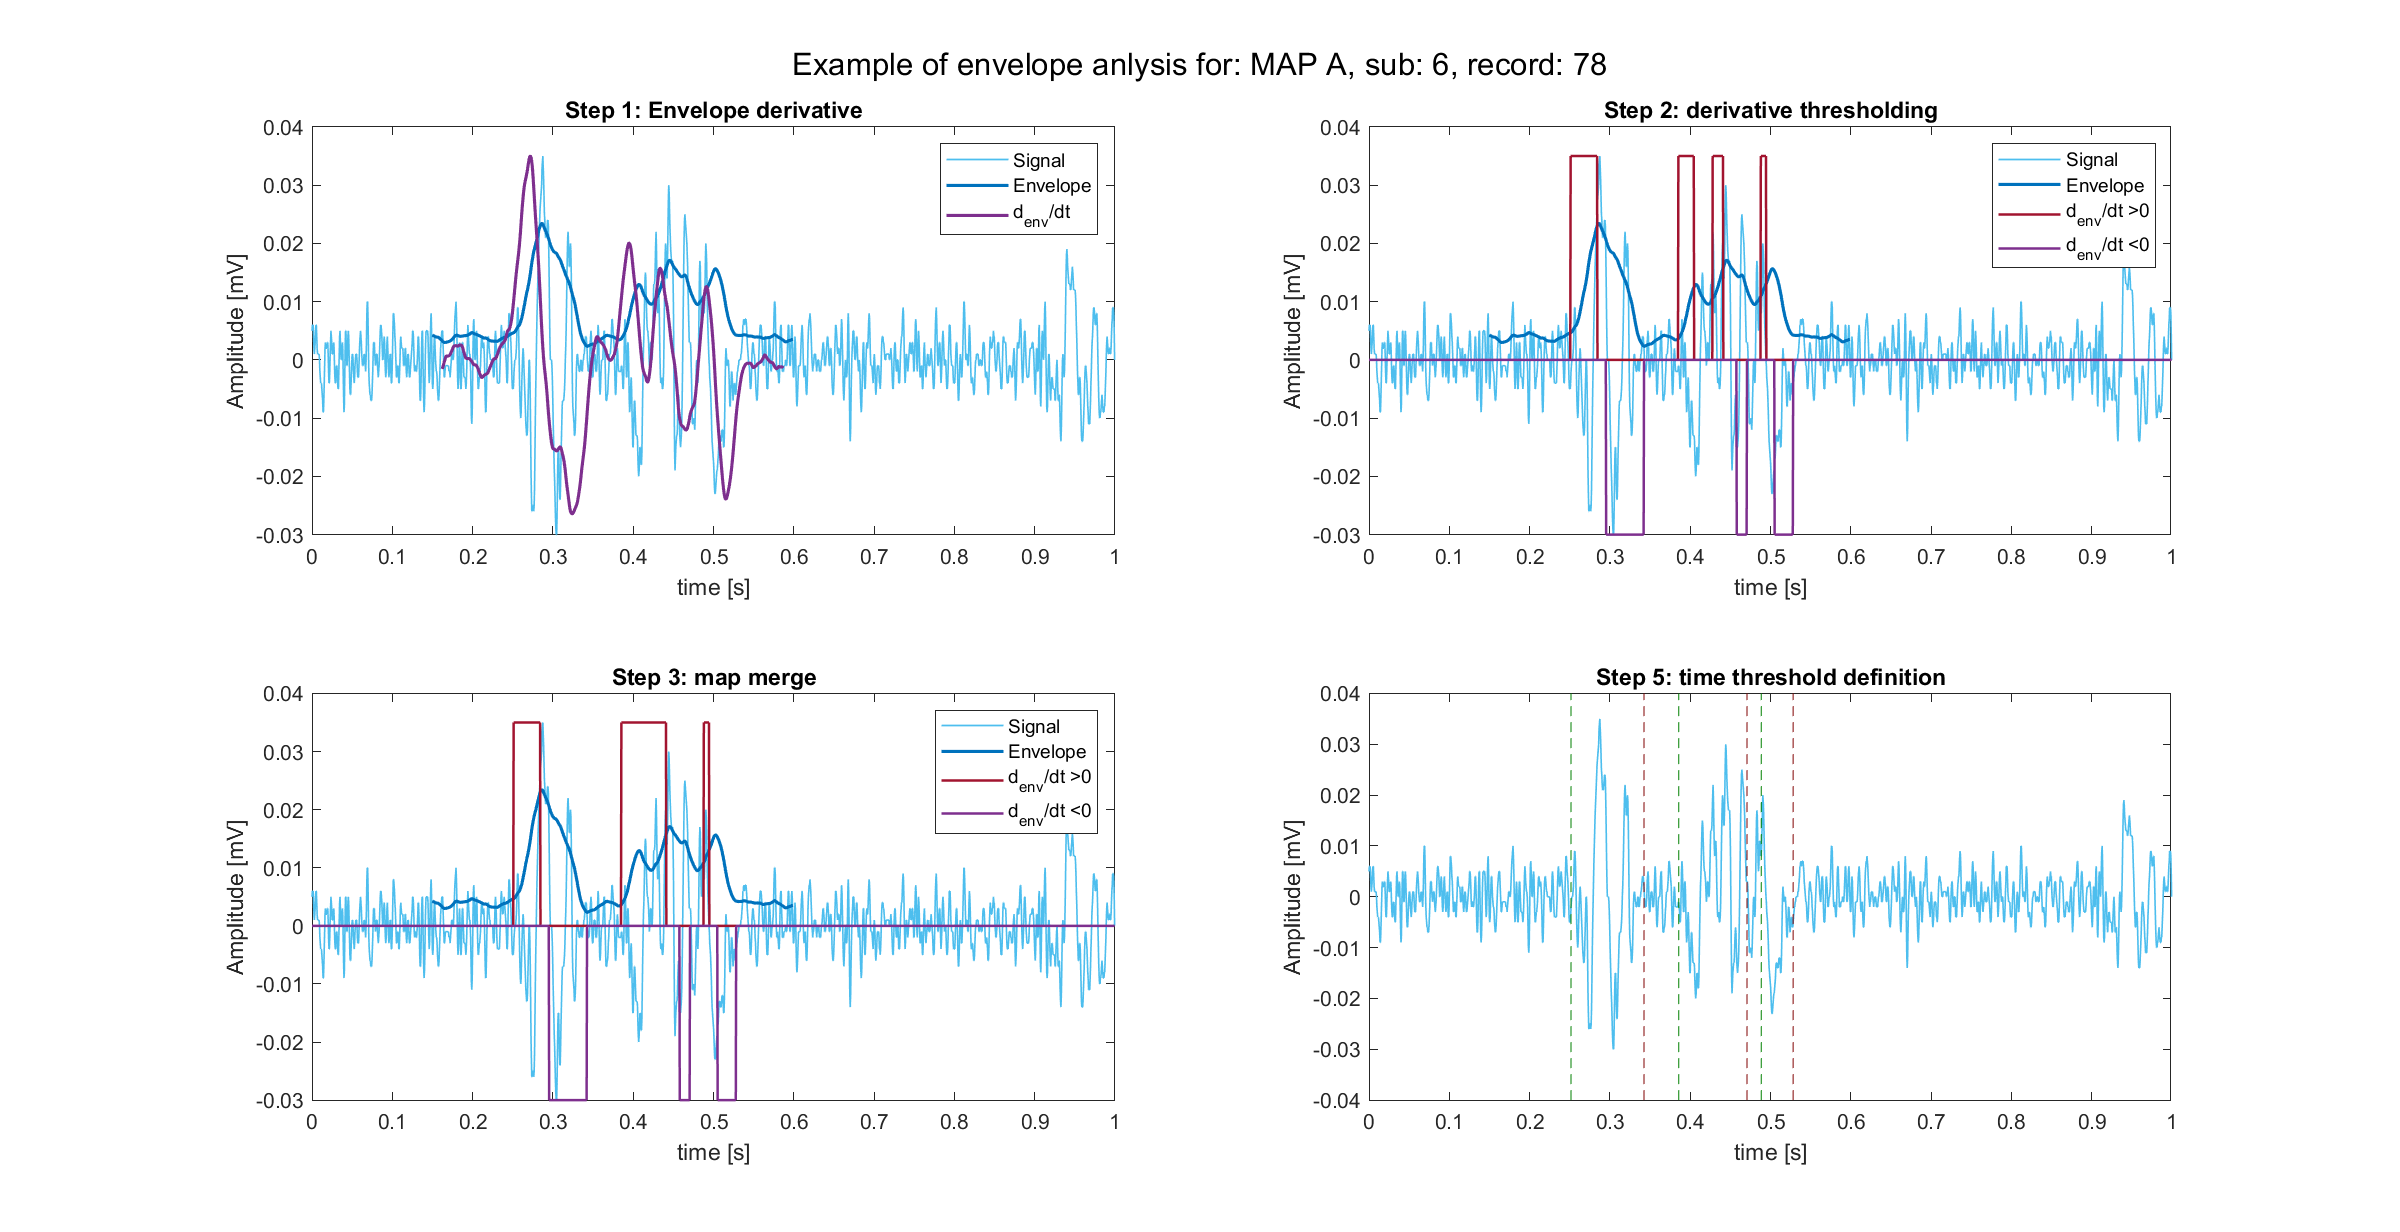 Example of envelope anlysis for: MAP A, sub: 6, record: 78
Step 1: Envelope derivative
0.04
0.03
0.02
0.01
0
-0.01
-0.02
-0.03
Amplitude [mV]
0 0.1 0.2 0.3 0.4 0.5 0.6 0.7 0.8 0.9 1
time [s]
Signal
Envelope
d_env/dt
Step 2: derivative thresholding
0.04
0.03
0.02
0.01
0
-0.01
-0.02
-0.03
Amplitude [mV]
0 0.1 0.2 0.3 0.4 0.5 0.6 0.7 0.8 0.9 1
time [s]
Signal
Envelope
d_env/dt >0
d_env/dt <0
Step 3: map merge
0.04
0.03
0.02
0.01
0
-0.01
-0.02
-0.03
Amplitude [mV]
0 0.1 0.2 0.3 0.4 0.5 0.6 0.7 0.8 0.9 1
time [s]
Signal
Envelope
d_env/dt >0
d_env/dt <0
Step 5: time threshold definition
0.04
0.03
0.02
0.01
0
-0.01
-0.02
-0.03
-0.04
Amplitude [mV]
0 0.1 0.2 0.3 0.4 0.5 0.6 0.7 0.8 0.9 1
time [s]